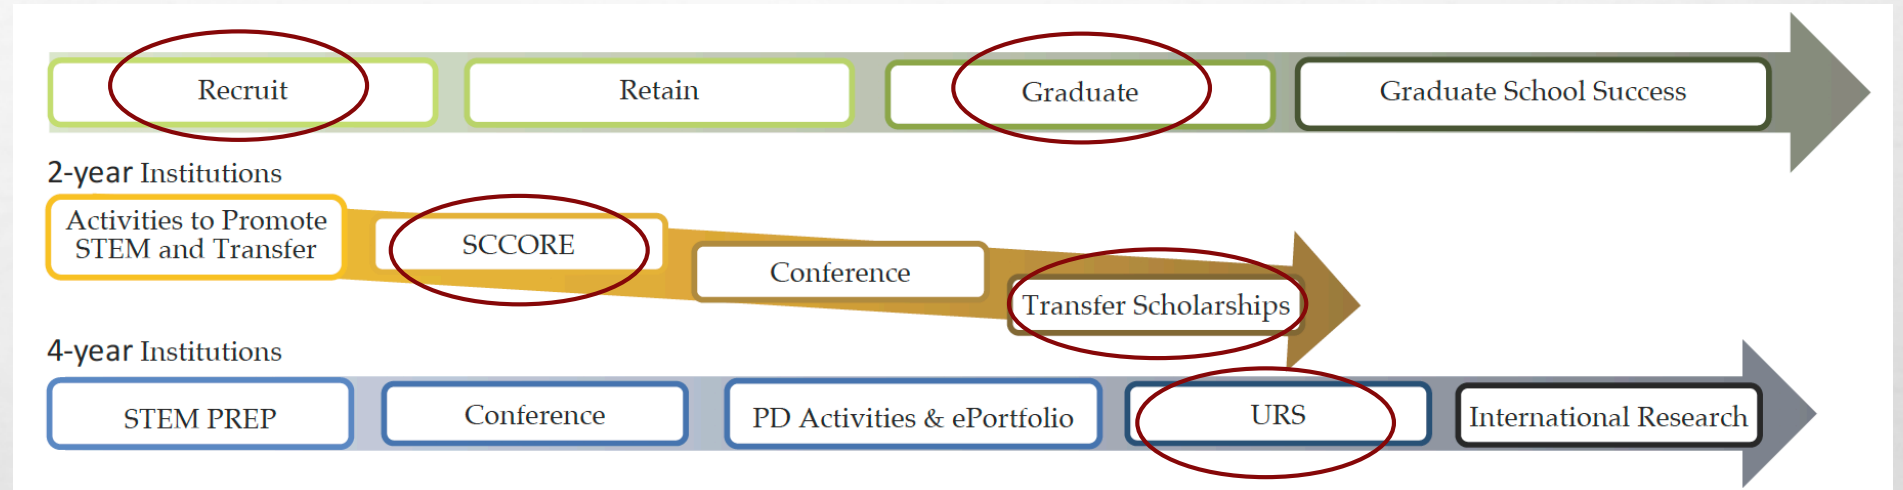 Recruit
Retain
Graduate
Graduate School Success
2-year Institutions
Activities to Promote
STEM and Transfer
SCCORE
Conference
Transfer Scholarships
4-year Institutions
STEM PREP
Conference
PD Activities & ePortfolio
URS
International Research